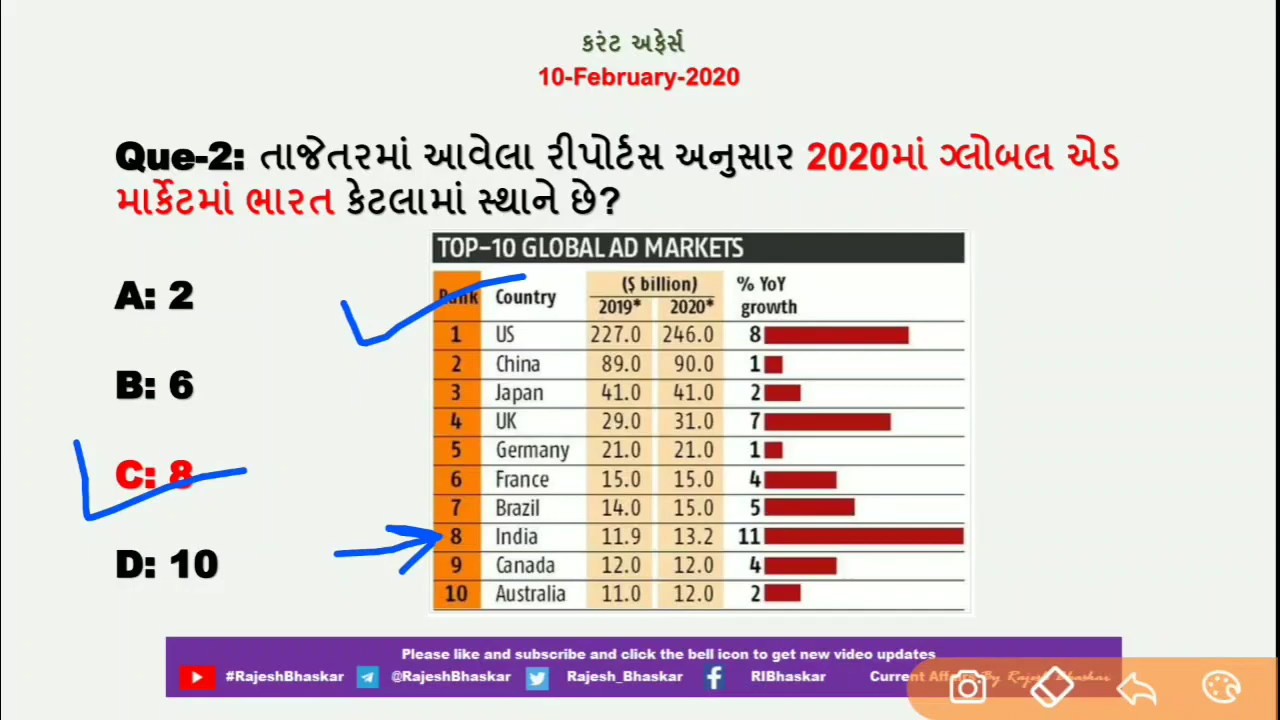 કરંટ અફેર્સ
10-February-2020
Que-2: તાજેતરમાં આવેલા રીપોર્ટસ અનુસાર 2020માં ગ્લોબલ એડ
માર્કેટમાં ભારત કેટલામાં સ્થાને છે?
A: 2
B: 6
C: 8
D: 10
TOP-10 GLOBAL AD MARKETS
Rank Country ($ billion) % YoY
2019* 2020* growth
1 US 227.0 246.0 8
2 China 89.0 90.0 1
3 Japan 41.0 41.0 2
4 UK 29.0 31.0 7
5 Germany 21.0 21.0 1
6 France 15.0 15.0 4
7 Brazil 14.0 15.0 5
8 India 11.9 13.2 11
9 Canada 12.0 12.0 4
10 Australia 11.0 12.0 2
Please like and subscribe and click the bell icon to get new video updates
#RajeshBhaskar @RajeshBhaskar Rajesh_Bhaskar RIBhaskar Current Affairs By Rajesh Bhaskar